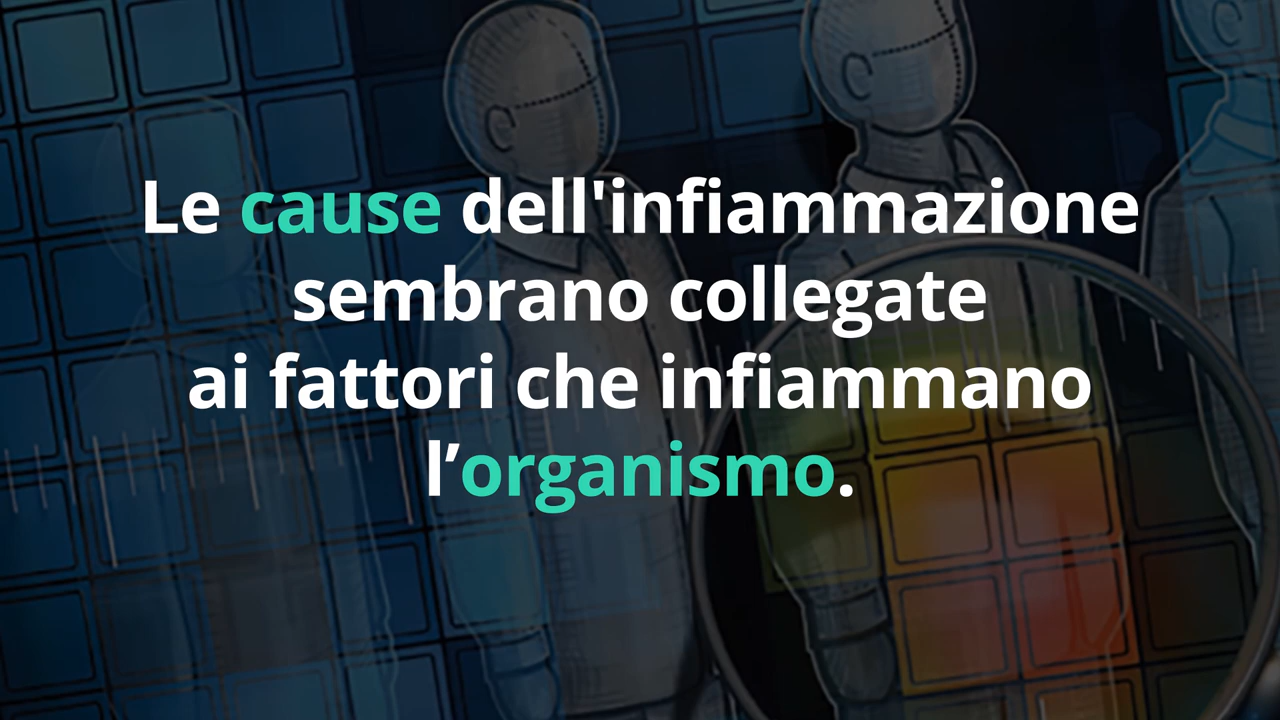 Le cause dell'infiammazione
sembrano collegate
ai fattori che infiammano
l’organismo.